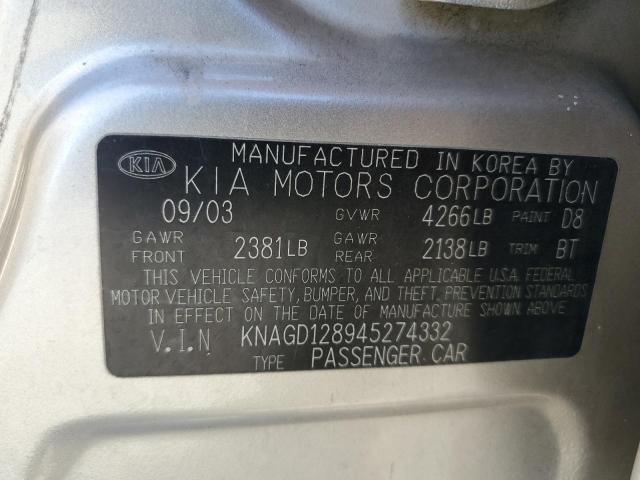 KIA
MANUFACTURED IN KOREA BY
KIA MOTORS CORPORATION
09/03 GVWR 4266LB PAINT D8
GAWR FRONT 2381LB GAWR REAR 2138LB TRIM BT
THIS VEHICLE CONFORMS TO ALL APPLICABLE U.S.A. FEDERAL
MOTOR VEHICLE SAFETY, BUMPER, AND THEFT PREVENTION STANDARDS
IN EFFECT ON THE DATE OF MANUFACTURE SHOWN ABOVE
V.I.N KNAGD128945274332
TYPE PASSENGER CAR